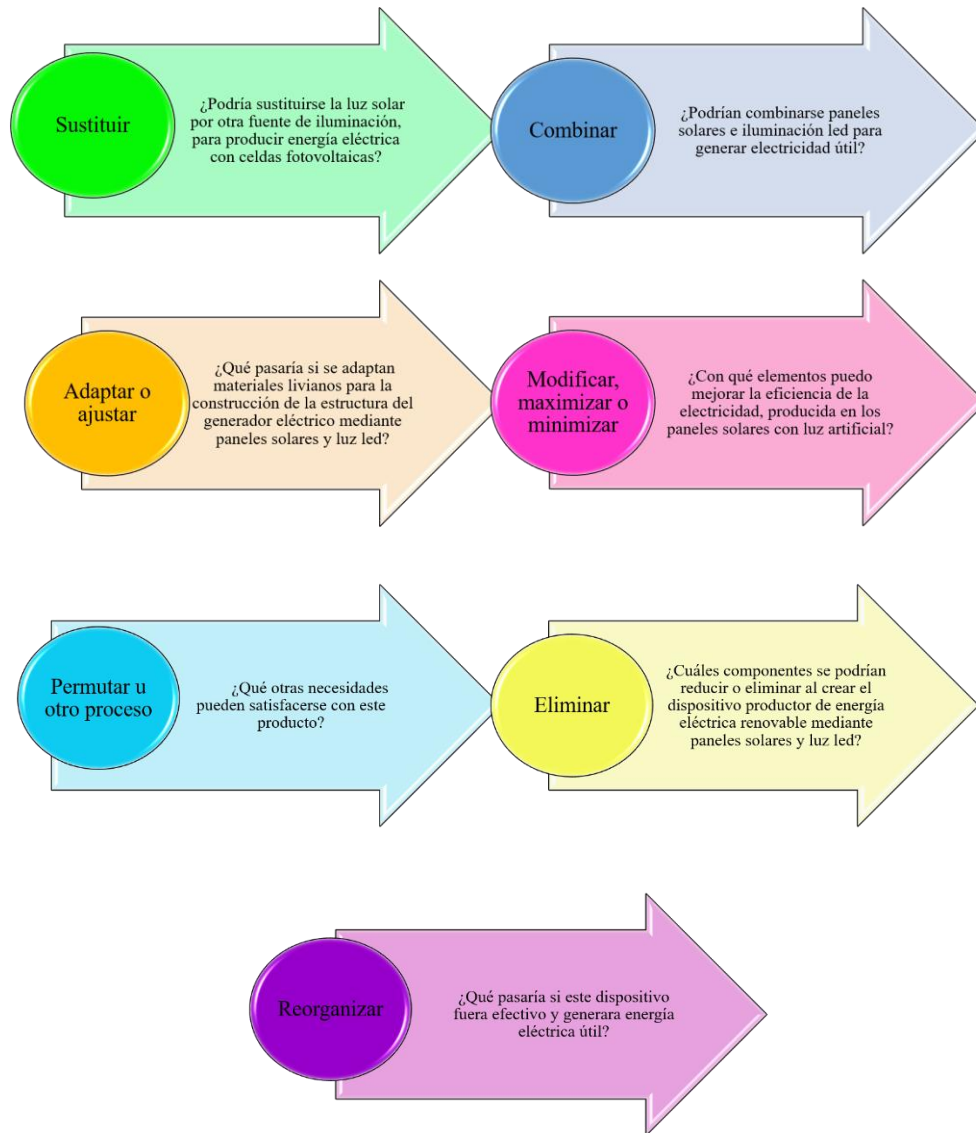 Sustituir
¿Podría sustituirse la luz solar
por otra fuente de iluminación,
para producir energía eléctrica
con celdas fotovoltaicas?
Combinar
¿Podrían combinarse paneles
solares e iluminación led para
generar electricidad útil?
Adaptar o
ajustar
¿Qué pasaría si se adaptan
materiales livianos para la
construcción de la estructura del
generador eléctrico mediante
paneles solares y luz led?
Modificar,
maximizar o
minimizar
¿Con qué elementos puedo
mejorar la eficiencia de la
electricidad, producida en los
paneles solares con luz artificial?
Permutar u
otro proceso
¿Qué otras necesidades
pueden satisfacerse con este
producto?
Eliminar
¿Cuáles componentes se podrían
reducir o eliminar al crear el
dispositivo productor de energía
eléctrica renovable mediante
paneles solares y luz led?
Reorganizar
¿Qué pasaría si este dispositivo
fuera efectivo y generara energía
eléctrica útil?